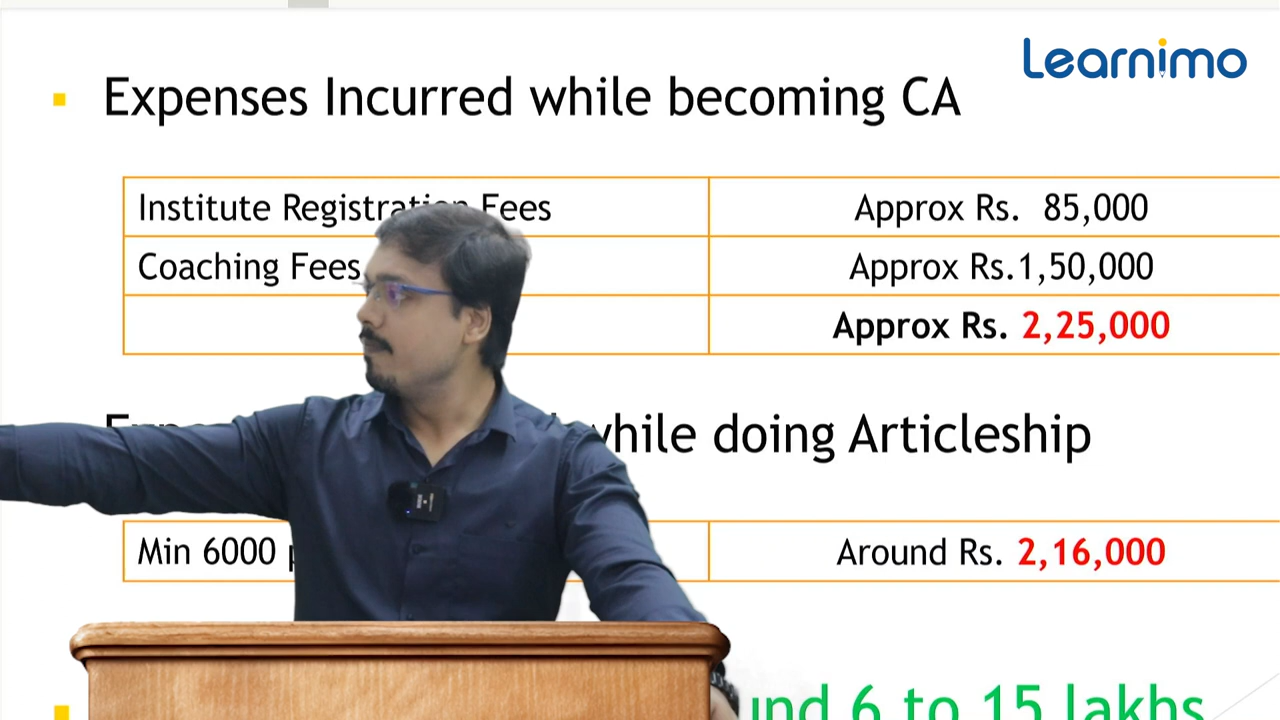 Learnimo
Expenses Incurred while becoming CA
Institute Registration Fees Approx Rs. 85,000
Coaching Fees Approx Rs.1,50,000
Approx Rs. 2,25,000
while doing Articleship
Min 6000 Around Rs. 2,16,000
6 to 15 lakhs